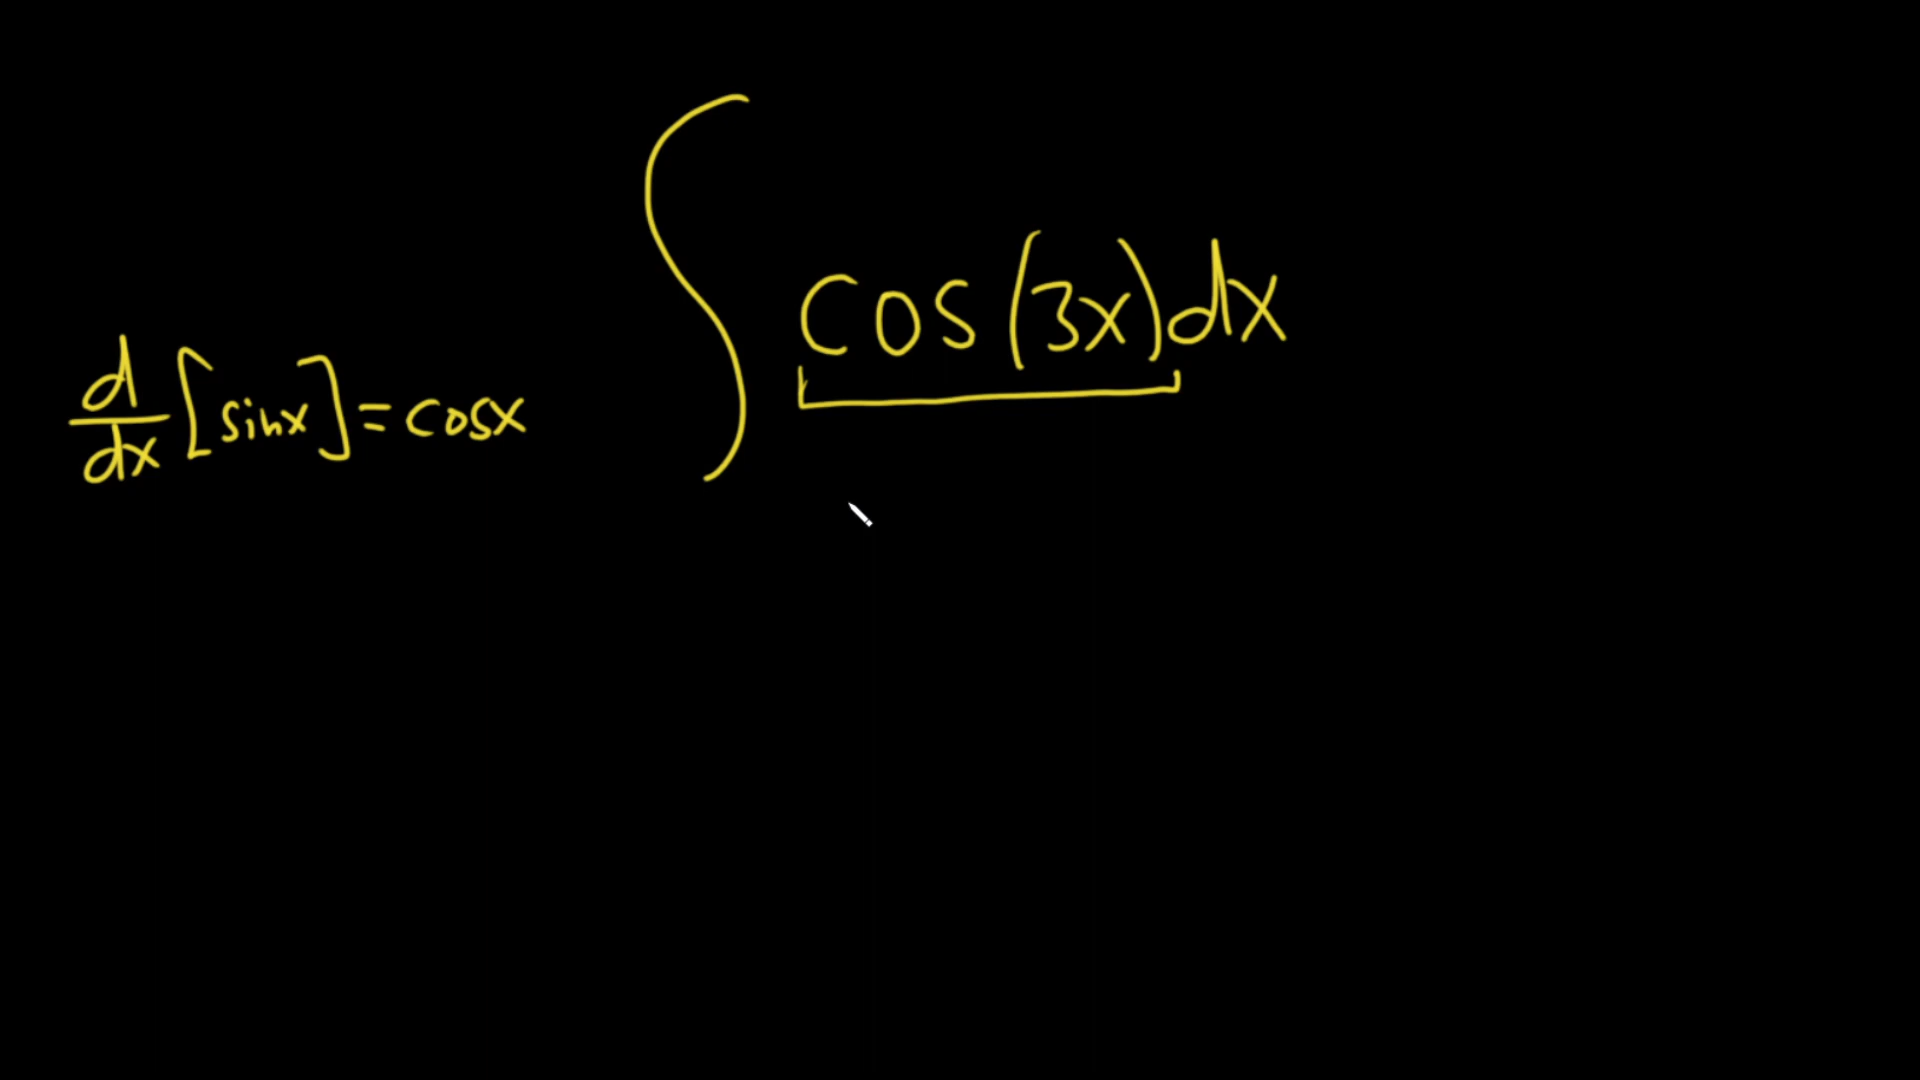 ∫ cos(3x)dx
d/dx [sinx] = cosx